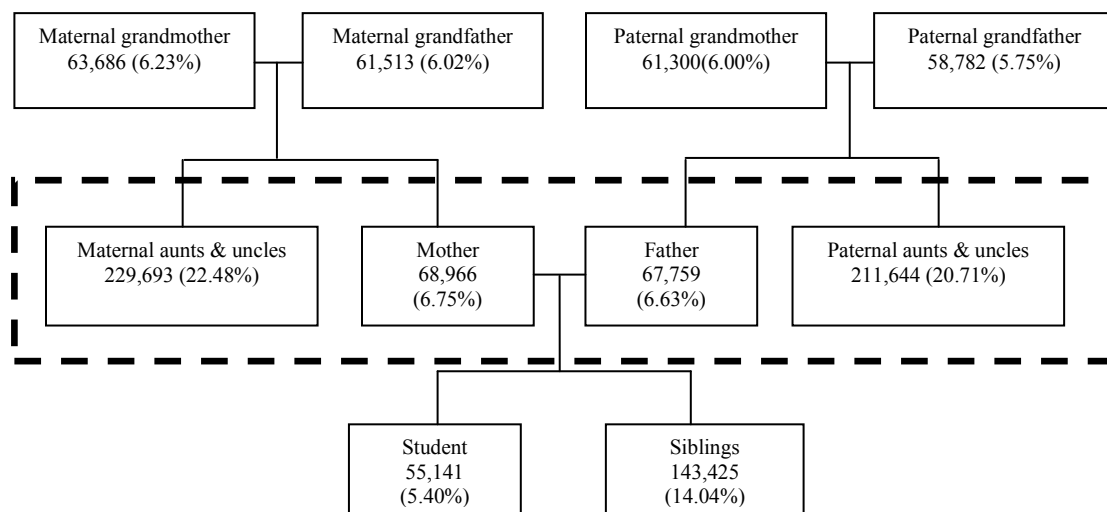 Maternal grandmother
63,686 (6.23%)
Maternal grandfather
61,513 (6.02%)
Paternal grandmother
61,300(6.00%)
Paternal grandfather
58,782 (5.75%)
Maternal aunts & uncles
229,693 (22.48%)
Mother
68,966
(6.75%)
Father
67,759
(6.63%)
Paternal aunts & uncles
211,644 (20.71%)
Student
55,141
(5.40%)
Siblings
143,425
(14.04%)